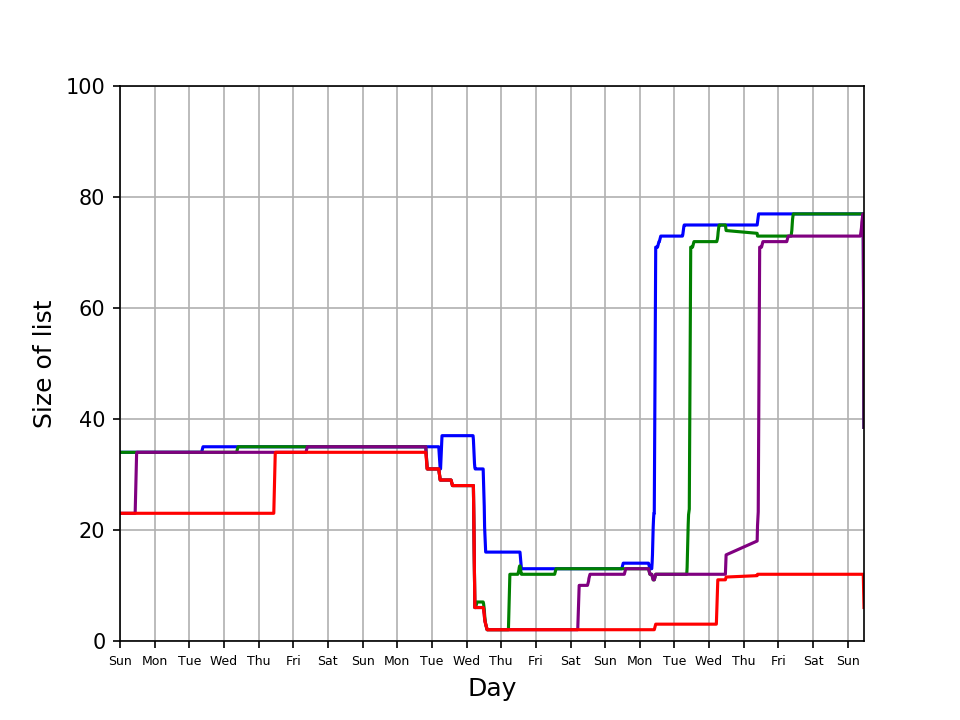 100
80
60
40
20
0
Size of list
Sun Mon Tue Wed Thu Fri Sat Sun Mon Tue Wed Thu Fri Sat Sun Mon Tue Wed Thu Fri Sat Sun
Day